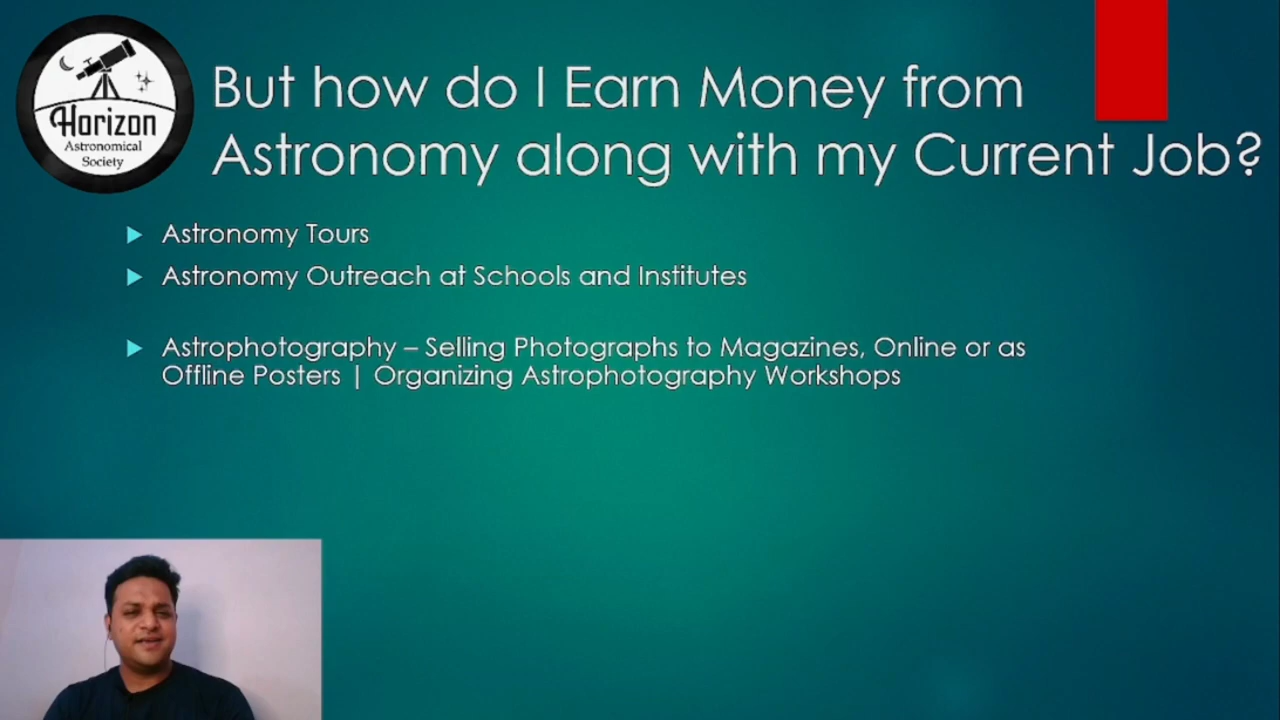 Horizon
Astronomical
Society
But how do I Earn Money from
Astronomy along with my Current Job?
Astronomy Tours
Astronomy Outreach at Schools and Institutes
Astrophotography – Selling Photographs to Magazines, Online or as
Offline Posters | Organizing Astrophotography Workshops